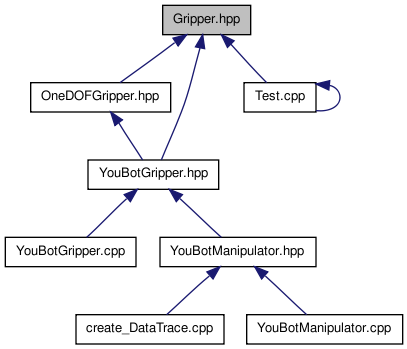 Gripper.hpp
OneDOFGripper.hpp
Test.cpp
YouBotGripper.hpp
YouBotGripper.cpp
YouBotManipulator.hpp
create_DataTrace.cpp
YouBotManipulator.cpp